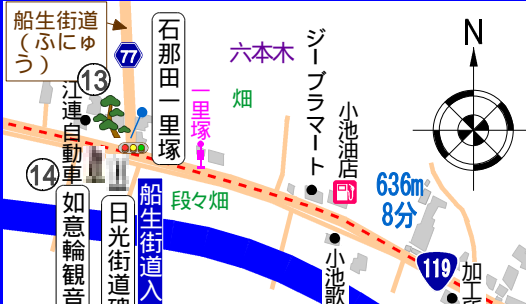 船生街道
（ふにゅ
う）
77
石那田一里塚
六本木
ジーブラマート
N
⑬
江連自動車
一里塚
畑
小池油店
⑭
如意輪観音
日光街道碑
船生街道入
段々畑
636m
8分
小池歌
119
加工